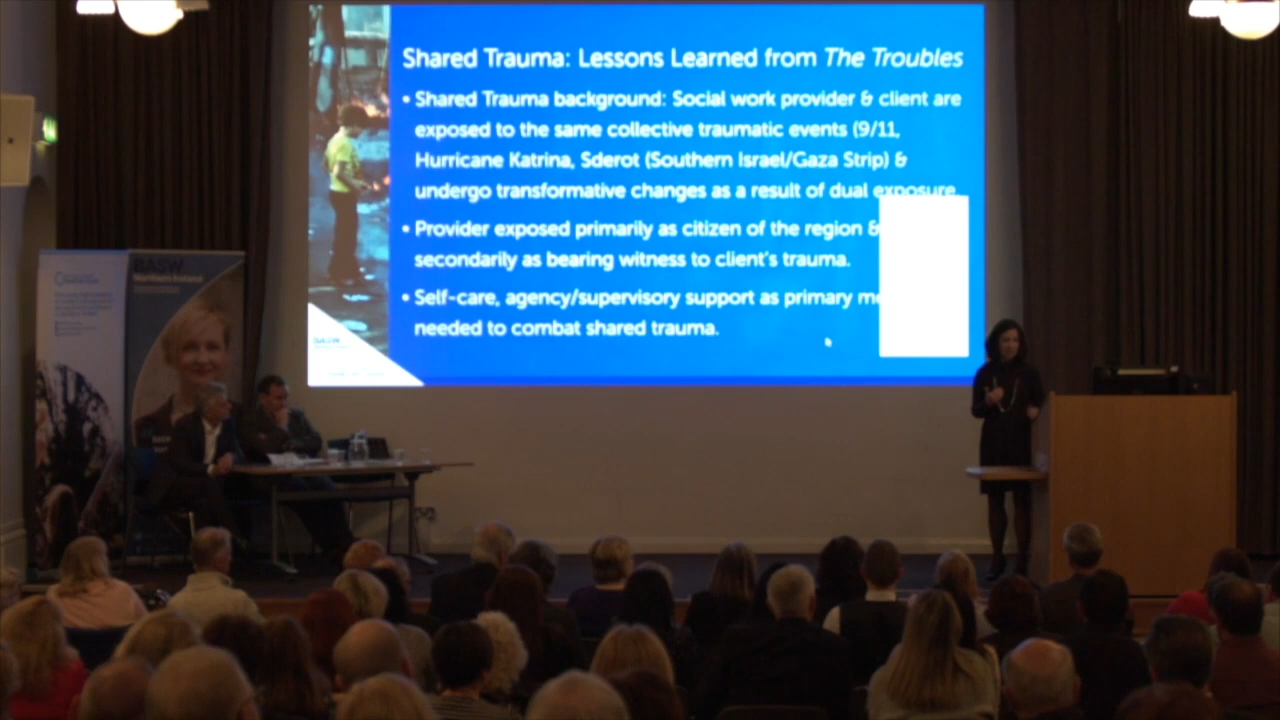 Shared Trauma: Lessons Learned from The Troubles
• Shared Trauma background: Social work provider & client are
exposed to the same collective traumatic events (9/11,
Hurricane Katrina, Sderot (Southern Israel/Gaza Strip) &
undergo transformative changes as a result of dual exposure.
• Provider exposed primarily as citizen of the region &
secondarily as bearing witness to client's trauma.
• Self-care, agency/supervisory support as primary
needed to combat shared trauma.
BASW
BASW
Northern Ireland